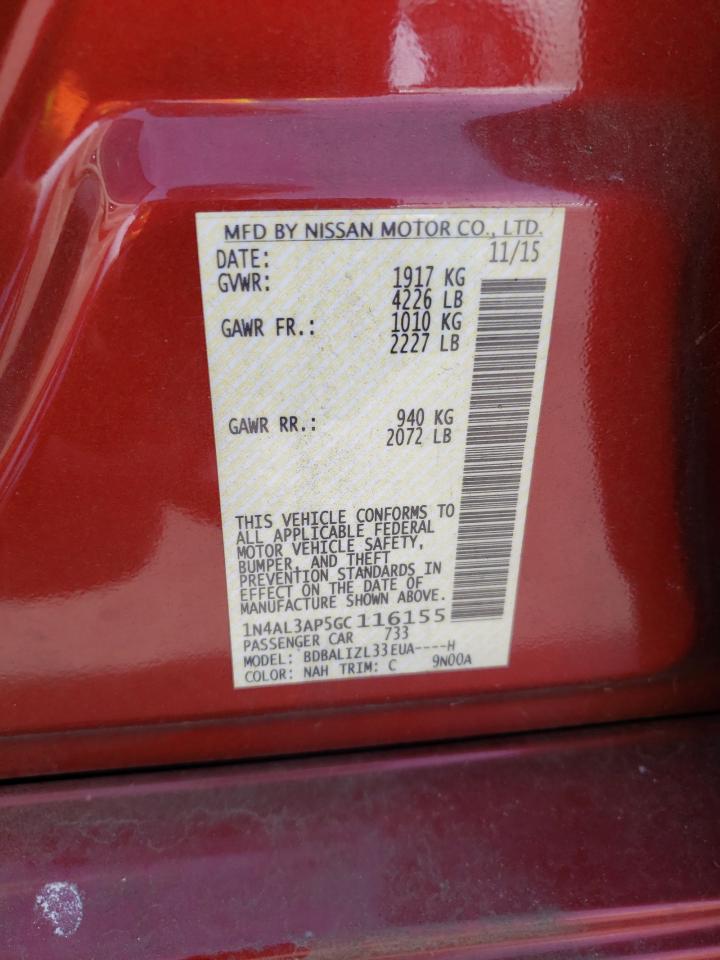 MFD BY NISSAN MOTOR CO., LTD.
DATE: 11/15
GVWR: 1917 KG
4226 LB
GAWR FR.: 1010 KG
2227 LB
GAWR RR.: 940 KG
2072 LB
THIS VEHICLE CONFORMS TO
ALL APPLICABLE FEDERAL
MOTOR VEHICLE SAFETY,
BUMPER, AND THEFT
PREVENTION STANDARDS IN
EFFECT ON THE DATE OF
MANUFACTURE SHOWN ABOVE.
1N4AL3AP5GC116155
PASSENGER CAR 733
MODEL: BDBALIZL33EUA----H
COLOR: NAH TRIM: C 9N00A